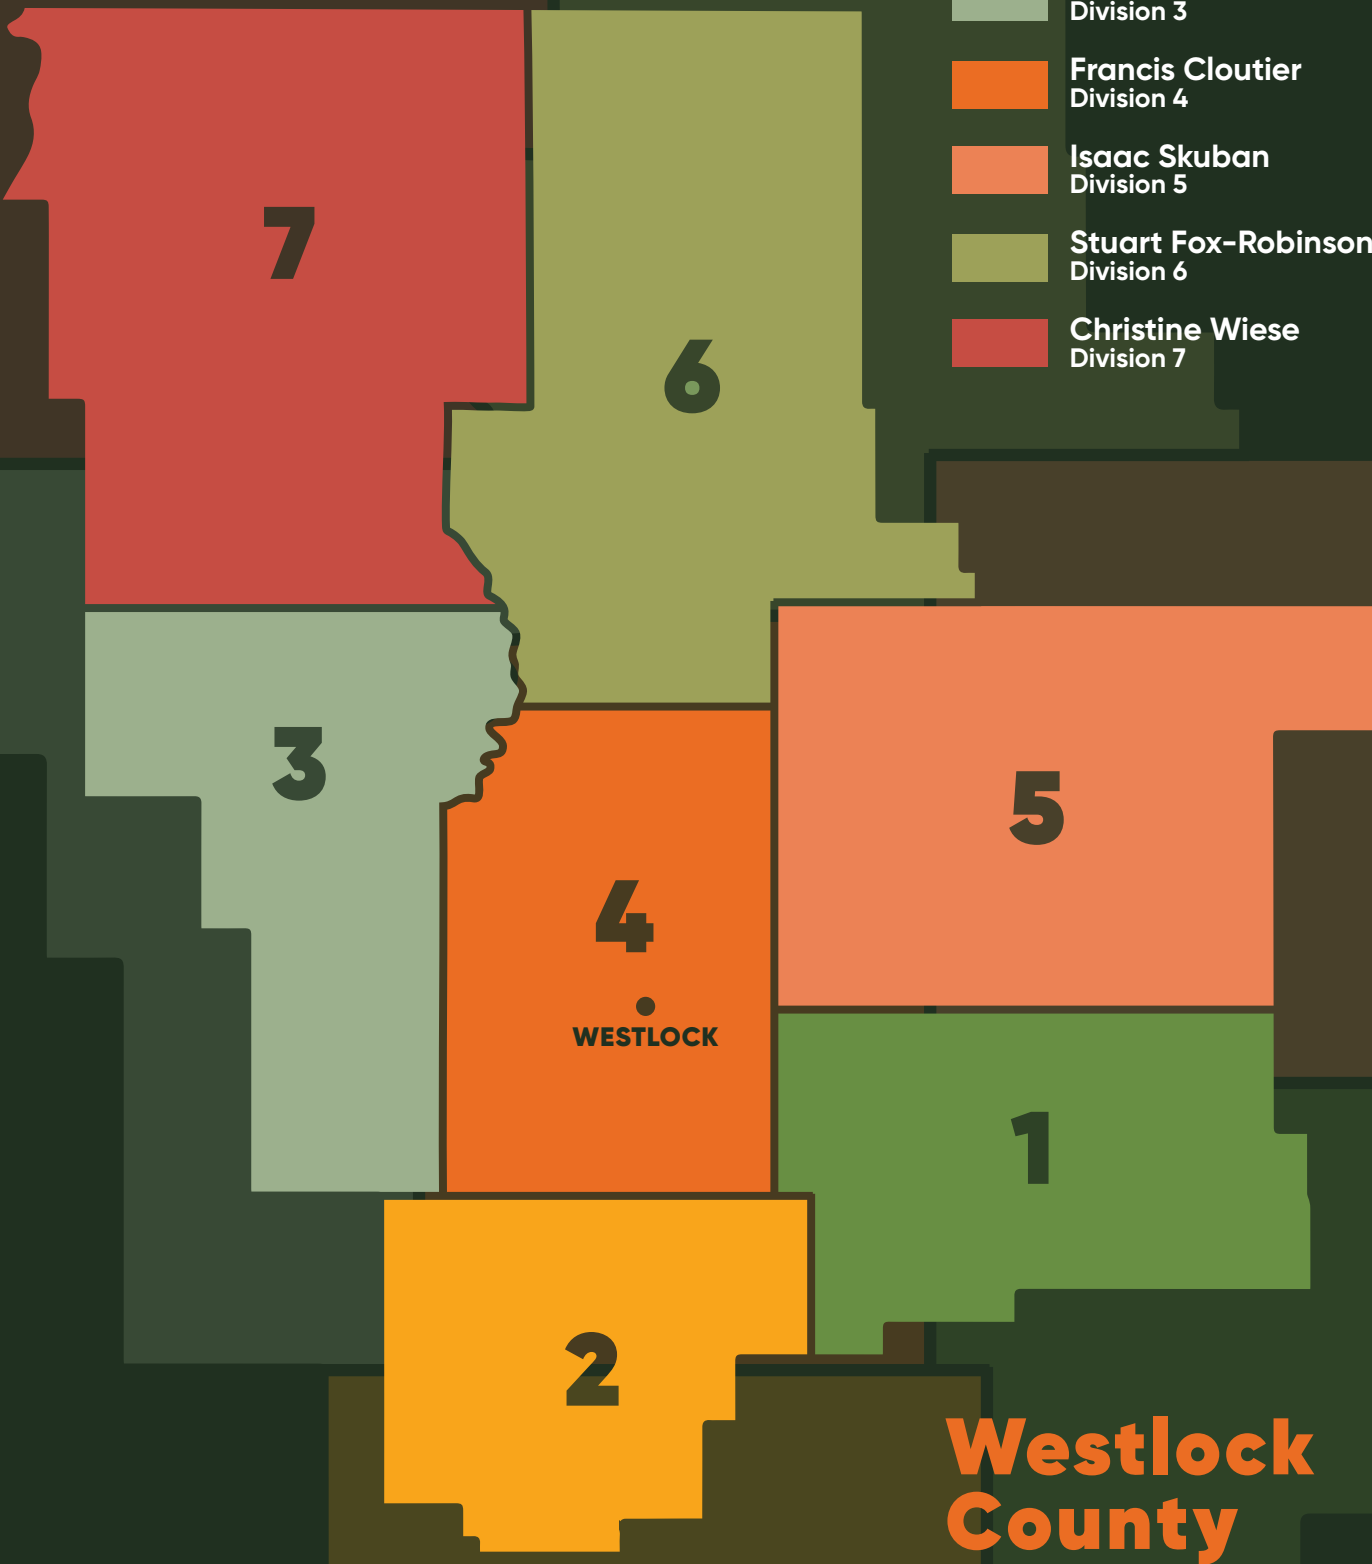 Division 3
Francis Cloutier
Division 4
Isaac Skuban
Division 5
Stuart Fox-Robinson
Division 6
Christine Wiese
Division 7
7
6
3
5
4
WESTLOCK
1
2
Westlock
County